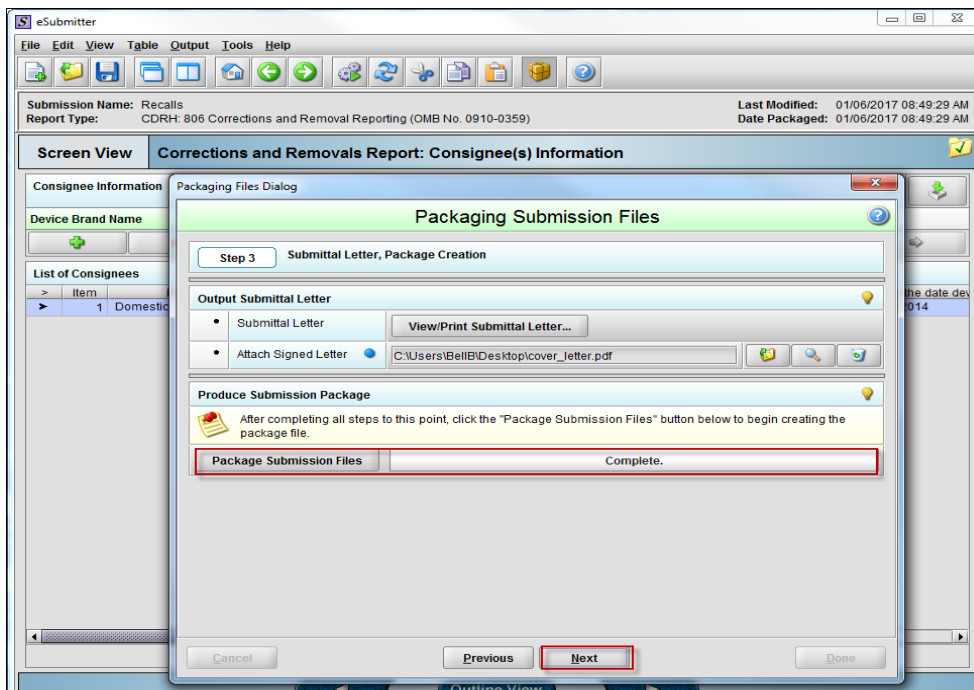 eSubmitter
File Edit View Table Output Tools Help
Submission Name: Recalls
Last Modified: 01/06/2017 08:49:29 AM
Report Type: CDRH: 806 Corrections and Removal Reporting (OMB No. 0910-0359)
Date Packaged: 01/06/2017 08:49:29 AM
Screen View Corrections and Removals Report: Consignee(s) Information
Consignee Information
Device Brand Name
List of Consignees
> Item
the date dev
1 Domestic
2014
Packaging Files Dialog
Packaging Submission Files
Step 3 Submittal Letter, Package Creation
Output Submittal Letter
• Submittal Letter View/Print Submittal Letter...
• Attach Signed Letter C:\Users\BellB\Desktop\cover_letter.pdf
Produce Submission Package
After completing all steps to this point, click the "Package Submission Files" button below to begin creating the
package file.
Package Submission Files Complete.
Cancel Previous Next Done
Outline View